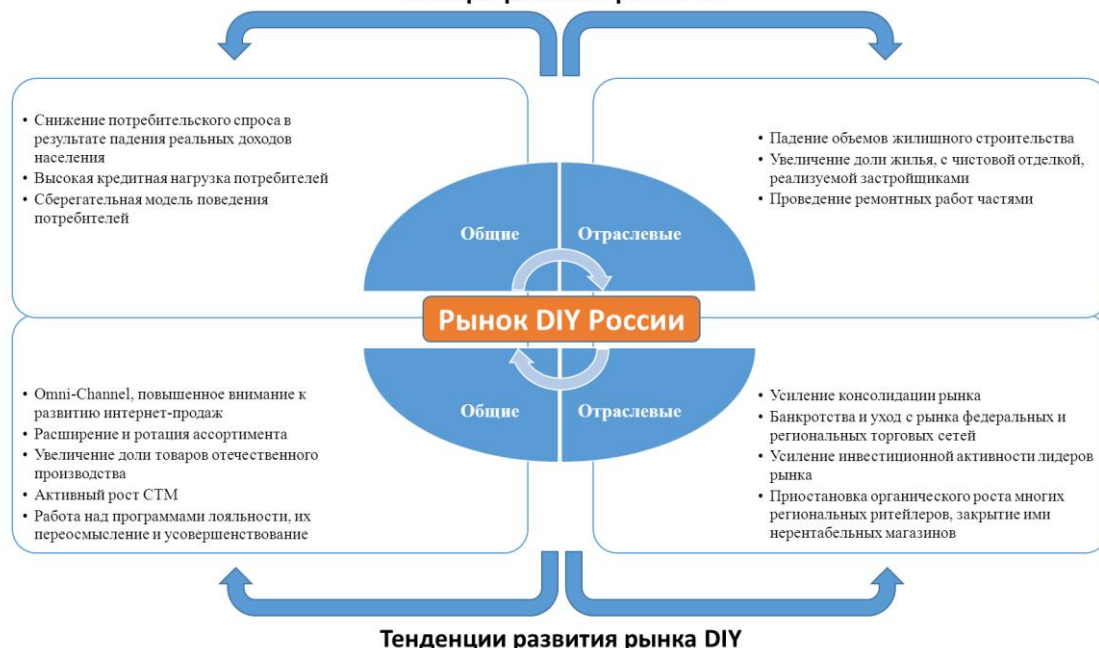 • Снижение потребительского спроса в
результате падения реальных доходов
населения
• Высокая кредитная нагрузка потребителей
• Сберегательная модель поведения
потребителей
• Падение объемов жилищного строительства
• Увеличение доли жилья, с чистовой отделкой,
реализуемой застройщиками
• Проведение ремонтных работ частями
Общие
Отраслевые
Рынок DIY России
Общие
Отраслевые
• Omni-Channel, повышенное внимание к
развитию интернет-продаж
• Расширение и ротация ассортимента
• Увеличение доли товаров отечественного
производства
• Активный рост СТМ
• Работа над программами лояльности, их
переосмысление и усовершенствование
• Усиление консолидации рынка
• Банкротства и уход с рынка федеральных и
региональных торговых сетей
• Усиление инвестиционной активности лидеров
рынка
• Приостановка органического роста многих
региональных ритейлеров, закрытие ими
нерентабельных магазинов
Тенденции развития рынка DIY